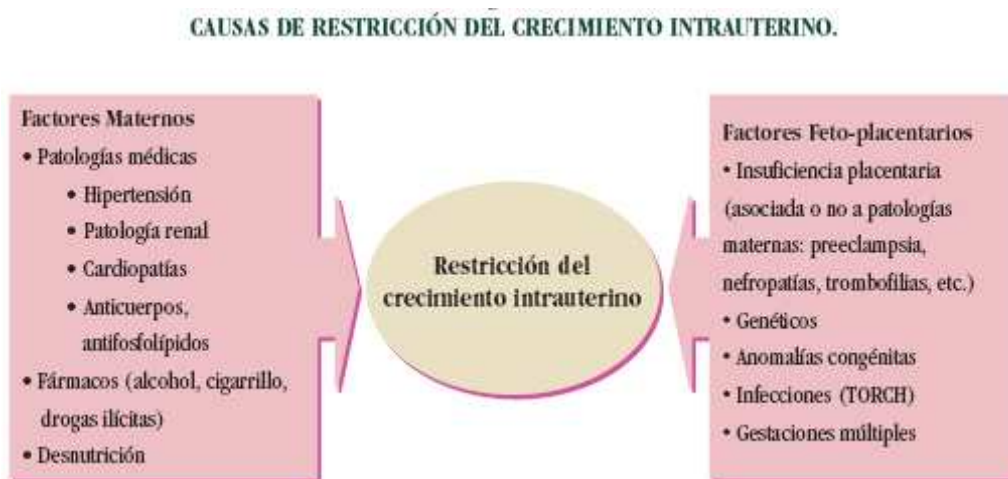 CAUSAS DE RESTRICCIÓN DEL CRECIMIENTO INTRAUTERINO.
Factores Maternos
• Patologías médicas
• Hipertensión
• Patología renal
• Cardiopatías
• Anticuerpos,
antifosfolípidos
• Fármacos (alcohol, cigarrillo,
drogas ilícitas)
• Desnutrición
Restricción del
crecimiento intrauterino
Factores Feto-placentarios
• Insuficiencia placentaria
(asociada o no a patologías
maternas: preeclampsia,
nefropatías, trombofilias, etc.)
• Genéticos
• Anomalías congénitas
• Infecciones (TORCH)
• Gestaciones múltiples